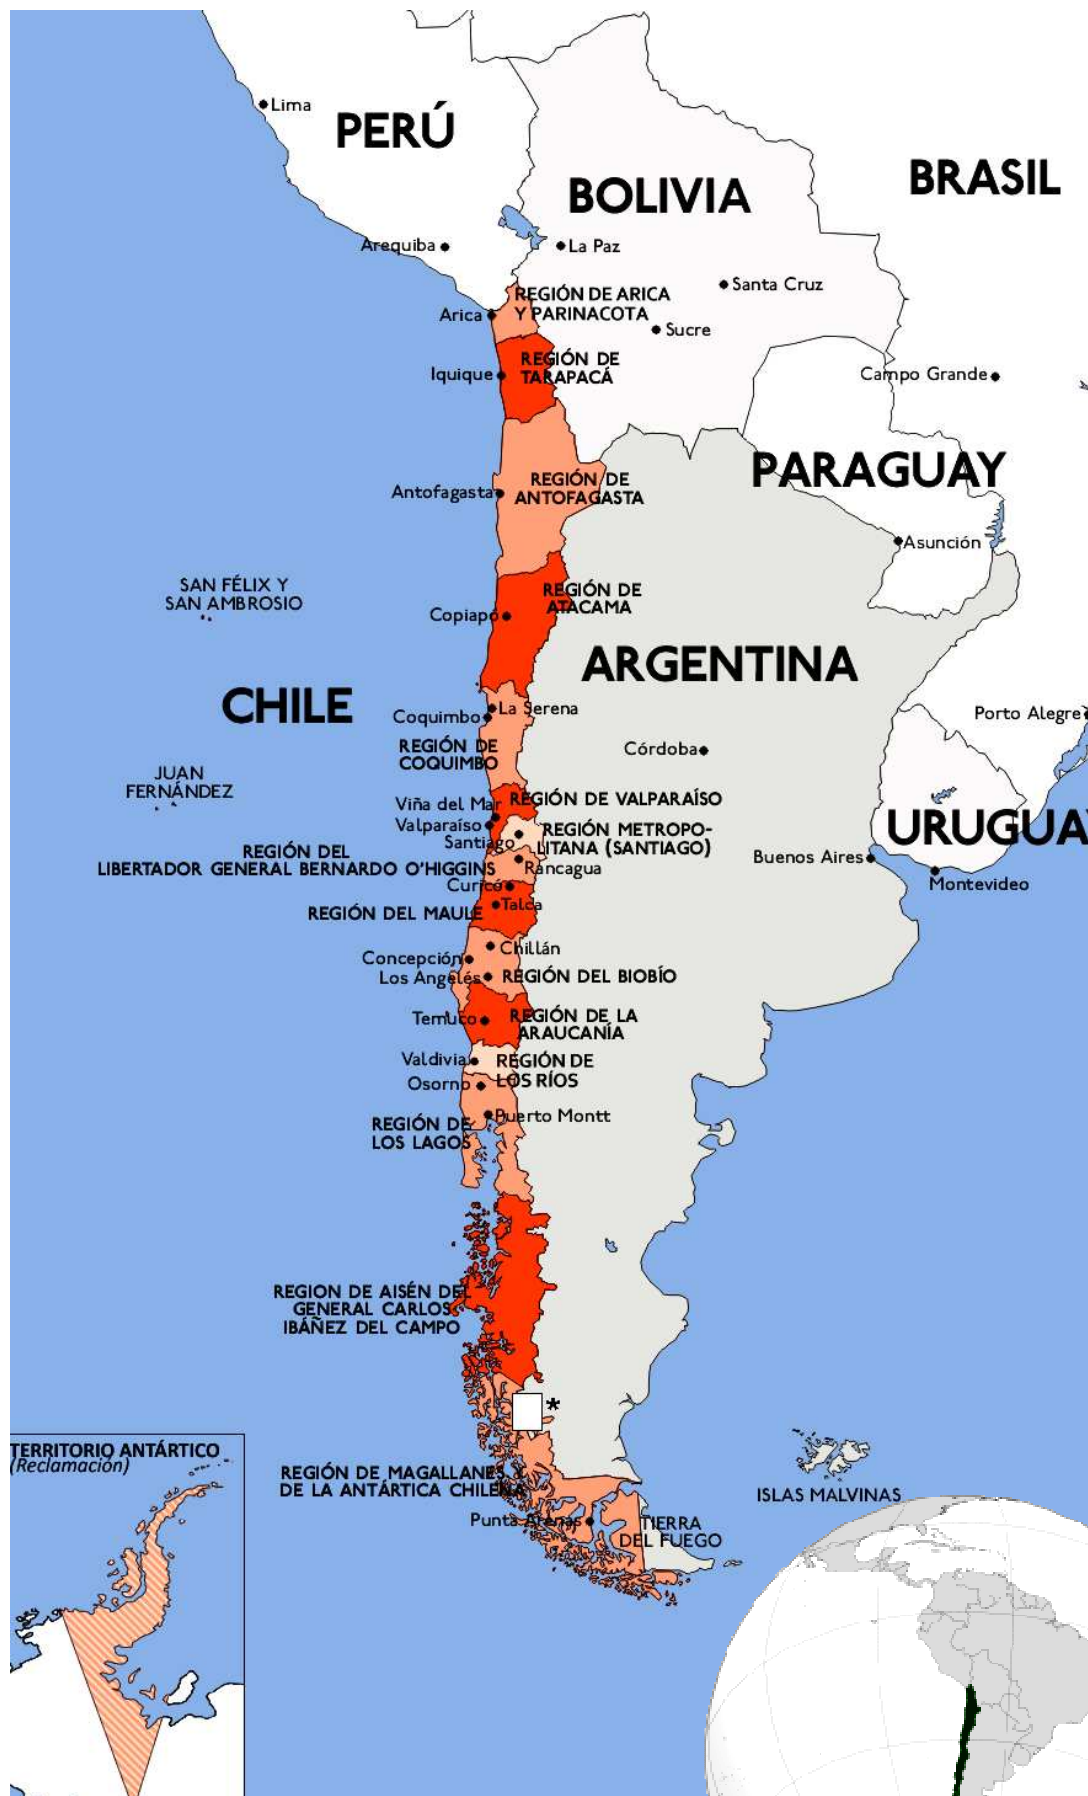 Lima
PERÚ
BRASIL
BOLIVIA
Arequiba
La Paz
Santa Cruz
REGIÓN DE ARICA
Y PARINACOTA
Arica
Sucre
REGIÓN DE
TARAPACÁ
Iquique
Campo Grande
PARAGUAY
REGIÓN DE
ANTOFAGASTA
Antofagasta
Asunción
SAN FÉLIX Y
SAN AMBROSIO
REGIÓN DE
ATACAMA
Copiapó
ARGENTINA
CHILE
La Serena
Coquimbo
Porto Alegre
REGIÓN DE
COQUIMBO
Córdoba
JUAN
FERNÁNDEZ
Viña del Mar
REGIÓN DE VALPARAÍSO
Valparaíso
URUGUAY
REGIÓN METROPO-
LITANA (SANTIAGO)
Santiago
REGIÓN DEL
LIBERTADOR GENERAL BERNARDO O'HIGGINS
Rancagua
Buenos Aires
Montevideo
Curicó
Talca
REGIÓN DEL MAULE
Chillán
Concepción
Los Angelés
REGIÓN DEL BIOBÍO
Temuco
REGIÓN DE LA
ARAUCANÍA
Valdivia
REGIÓN DE
LOS RÍOS
Osorno
Puerto Montt
REGIÓN DE
LOS LAGOS
REGION DE AISÉN DEL
GENERAL CARLOS
IBÁÑEZ DEL CAMPO
*
TERRITORIO ANTÁRTICO
(Reclamación)
REGIÓN DE MAGALLANES Y
DE LA ANTÁRTICA CHILENA
ISLAS MALVINAS
Punta Arenas
TIERRA
DEL FUEGO